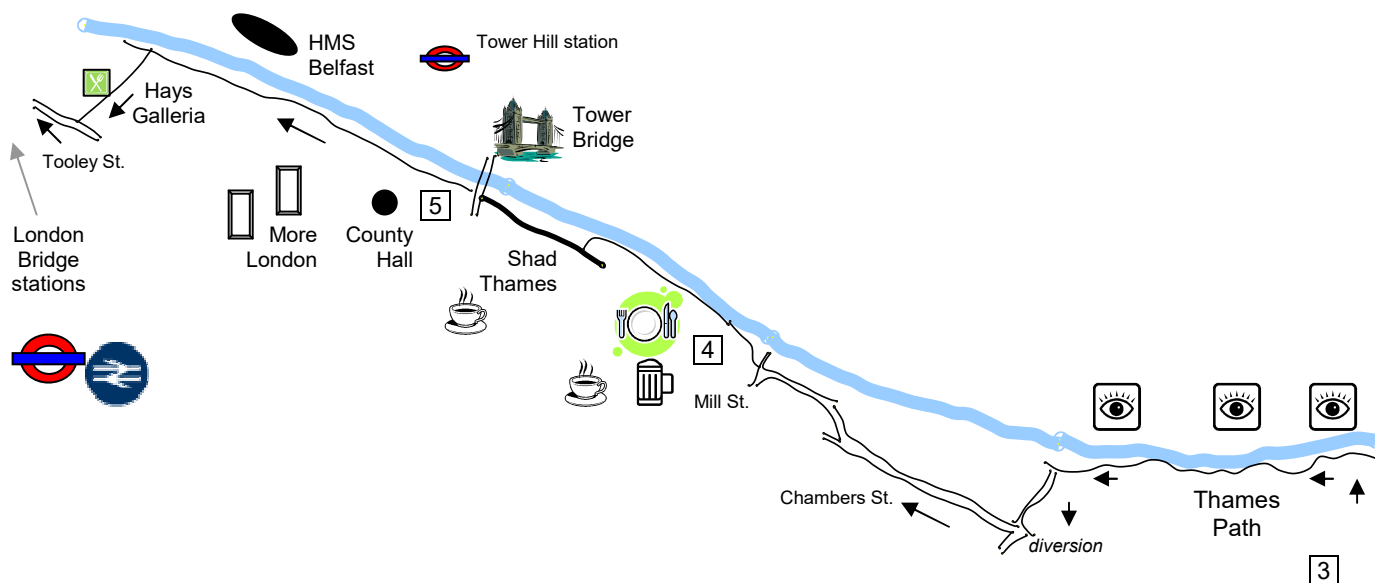 HMS
Belfast
Tower Hill station
Hays
Galleria
Tower
Bridge
Tooley St.
5
London
Bridge
stations
More
London
County
Hall
Shad
Thames
4
Mill St.
Chambers St.
Thames
Path
diversion
3